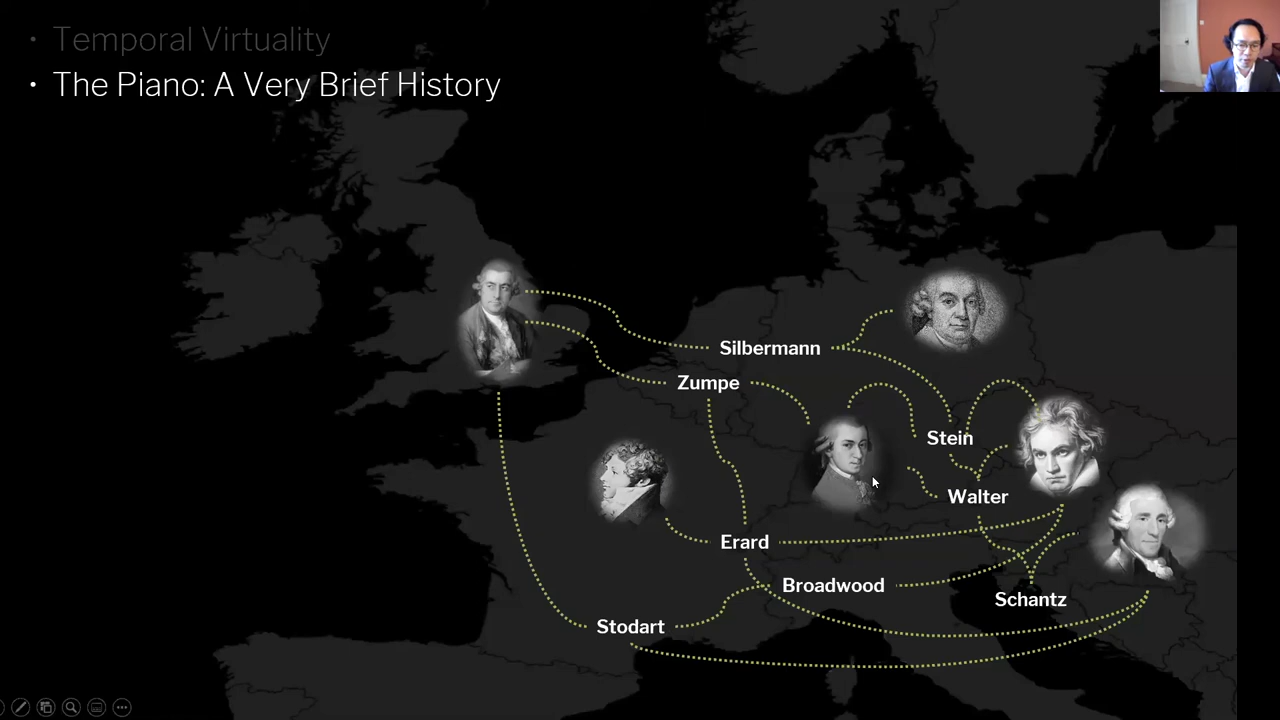 • Temporal Virtuality
• The Piano: A Very Brief History
Silbermann
Zumpe
Stein
Walter
Erard
Broadwood
Schantz
Stodart